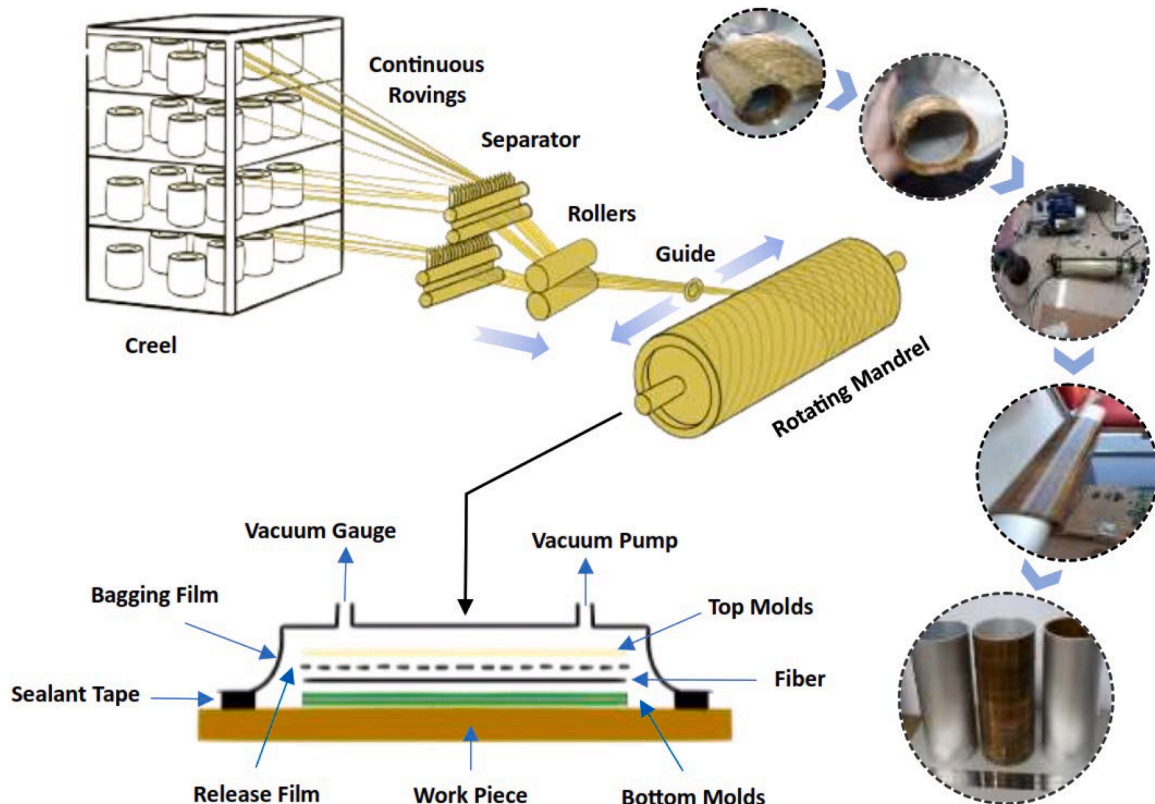 Continuous
Rovings
Separator
Rollers
Guide
Creel
Rotating Mandrel
Vacuum Gauge
Vacuum Pump
Bagging Film
Top Molds
Sealant Tape
Fiber
Release Film
Work Piece
Bottom Molds